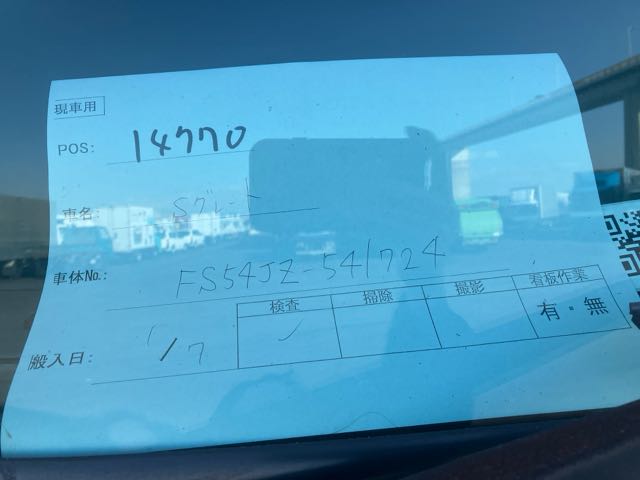 現車用
POS: 14770
車名: Sグレート
車体No.: FS54JZ-541724
検査 掃除 撮影 看板作業
有・無
搬入日: 1/7